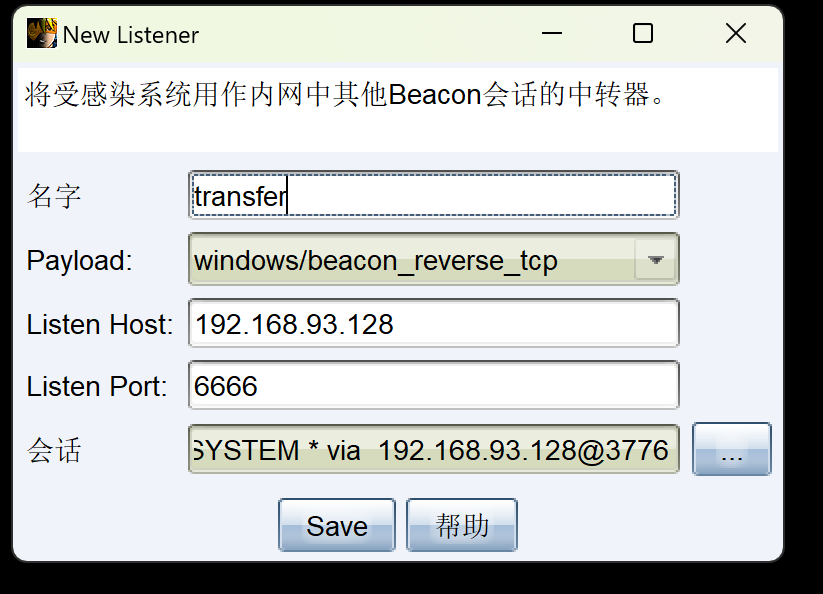 New Listener
将受感染系统用作内网中其他Beacon会话的中转器。
名字 transfer
Payload: windows/beacon_reverse_tcp
Listen Host: 192.168.93.128
Listen Port: 6666
会话 SYSTEM * via 192.168.93.128@3776 ...
Save 帮助